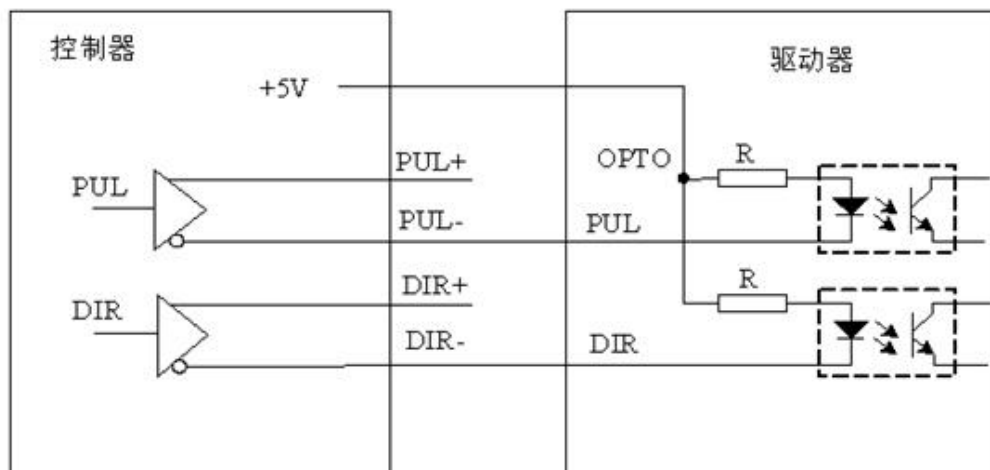 控制器
驱动器
+5V
PUL+
OPTO
R
PUL
PUL-
PUL
DIR+
R
DIR
DIR-
DIR